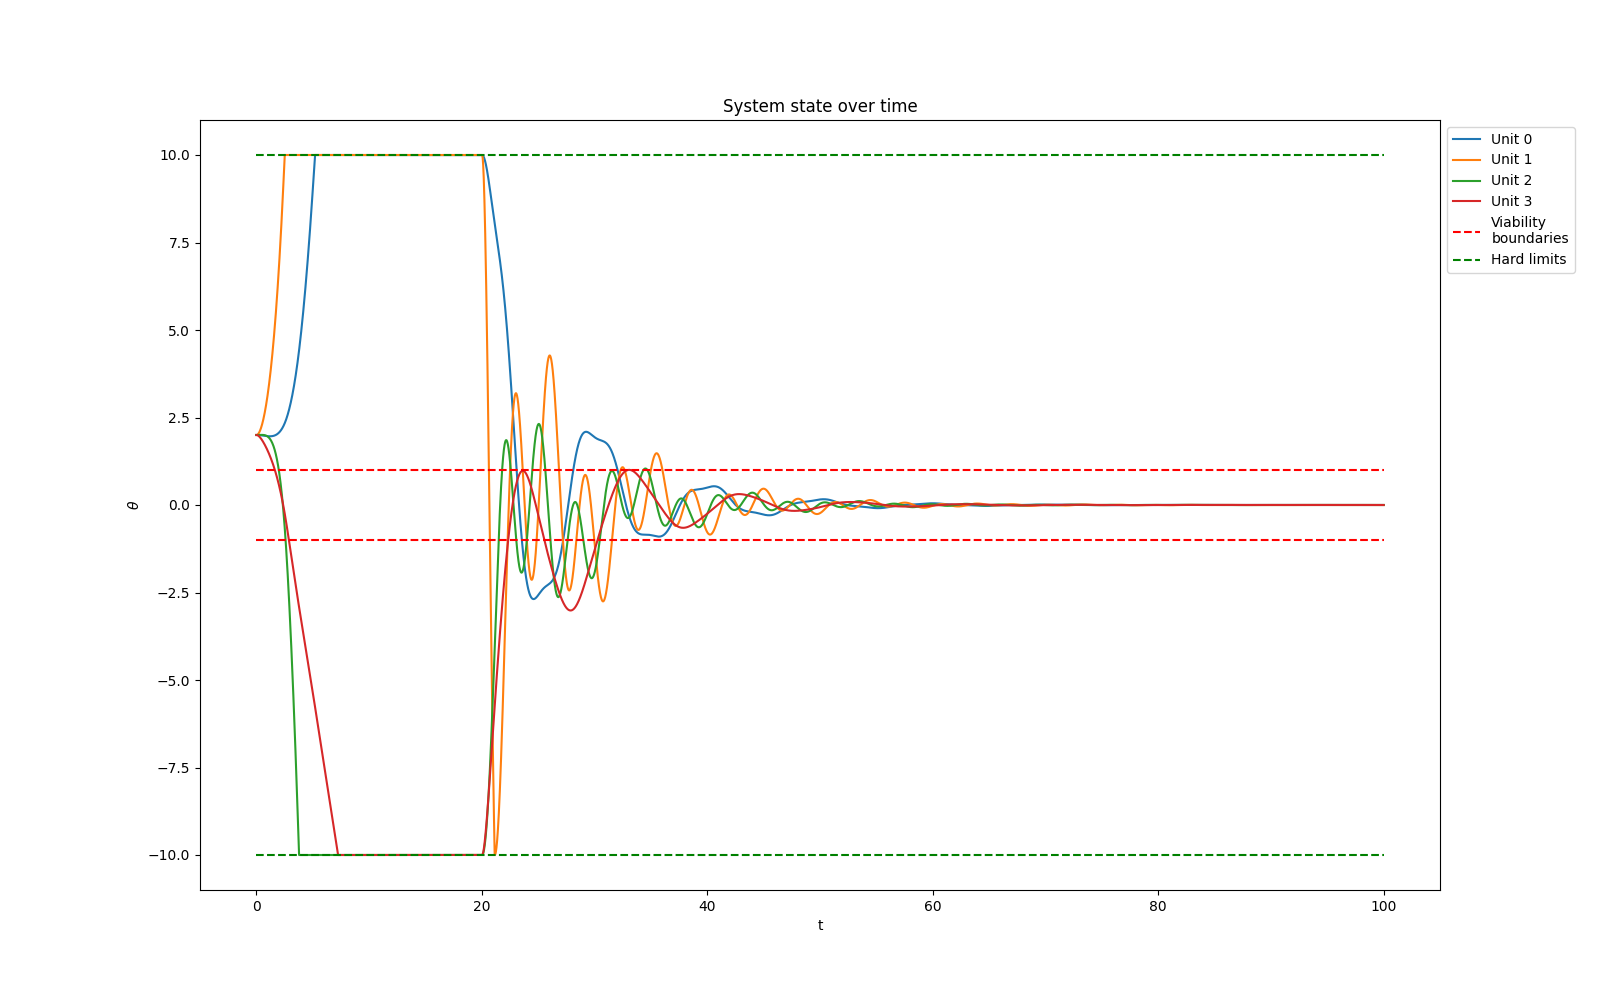 System state over time
10.0
7.5
5.0
2.5
0.0
−2.5
−5.0
−7.5
−10.0
θ
0
20
40
60
80
100
t
Unit 0
Unit 1
Unit 2
Unit 3
Viability
boundaries
Hard limits